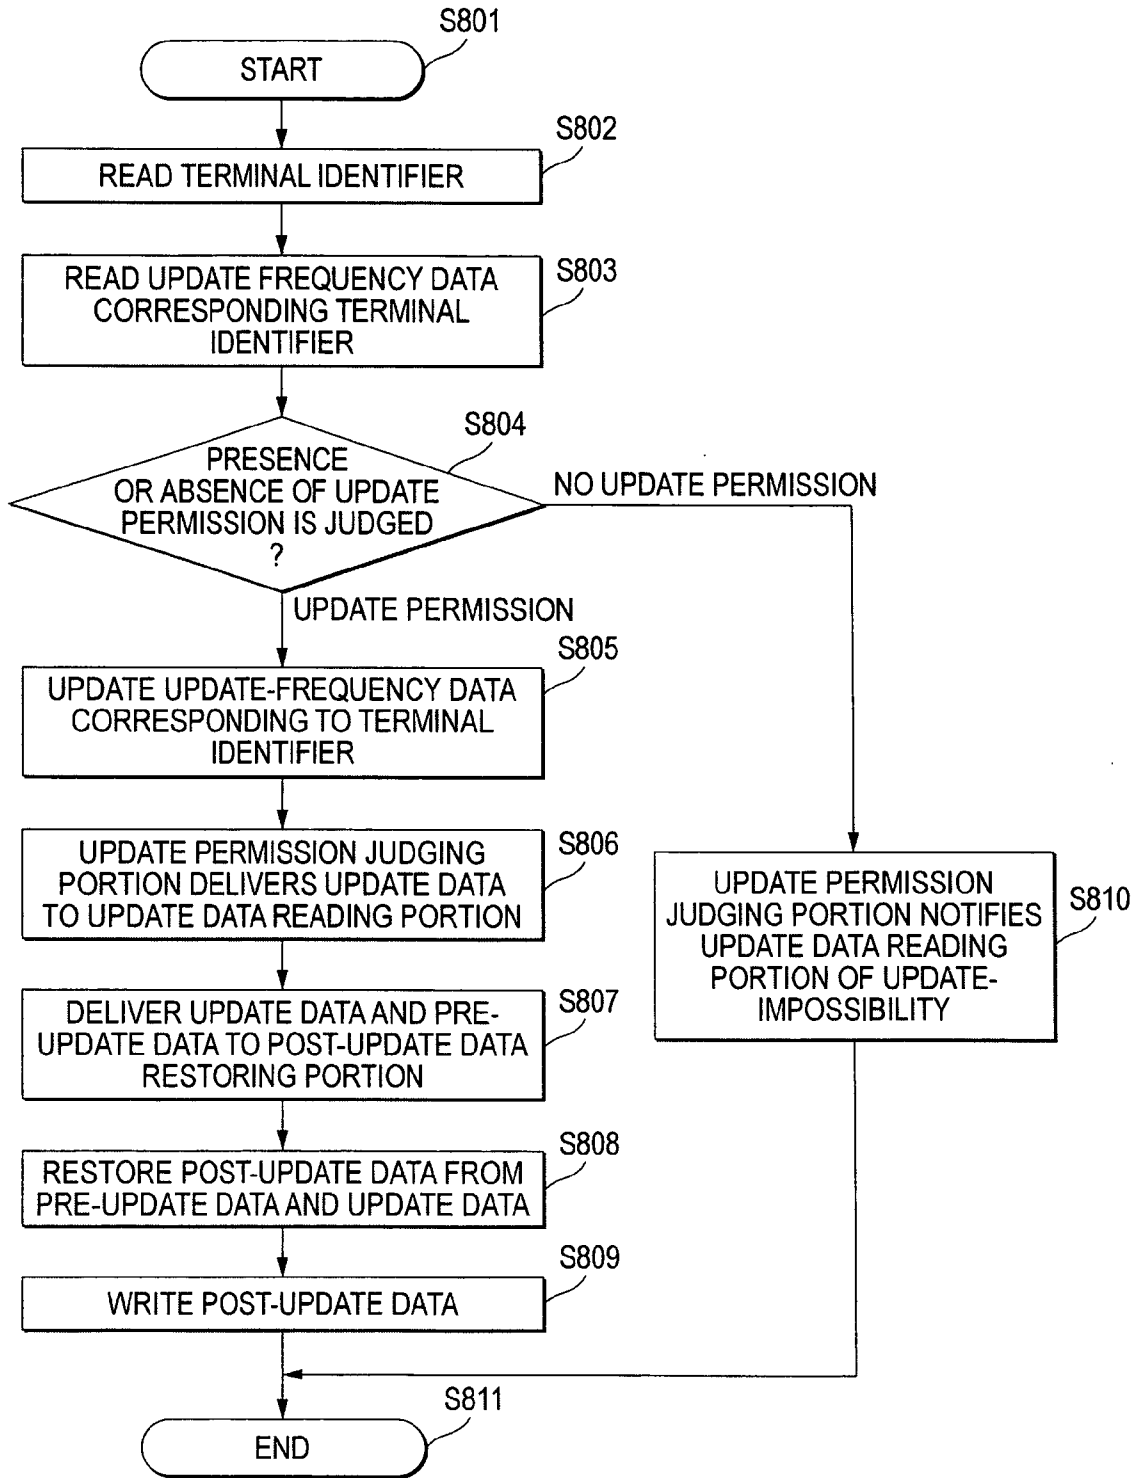 S801
START
S802
READ TERMINAL IDENTIFIER
S803
READ UPDATE FREQUENCY DATA
CORRESPONDING TERMINAL
IDENTIFIER
S804
PRESENCE
OR ABSENCE OF UPDATE
PERMISSION IS JUDGED
?
NO UPDATE PERMISSION
UPDATE PERMISSION
S805
UPDATE UPDATE-FREQUENCY DATA
CORRESPONDING TO TERMINAL
IDENTIFIER
S806
UPDATE PERMISSION JUDGING
PORTION DELIVERS UPDATE DATA
TO UPDATE DATA READING PORTION
S810
UPDATE PERMISSION
JUDGING PORTION NOTIFIES
UPDATE DATA READING
PORTION OF UPDATE-
IMPOSSIBILITY
S807
DELIVER UPDATE DATA AND PRE-
UPDATE DATA TO POST-UPDATE DATA
RESTORING PORTION
S808
RESTORE POST-UPDATE DATA FROM
PRE-UPDATE DATA AND UPDATE DATA
S809
WRITE POST-UPDATE DATA
S811
END